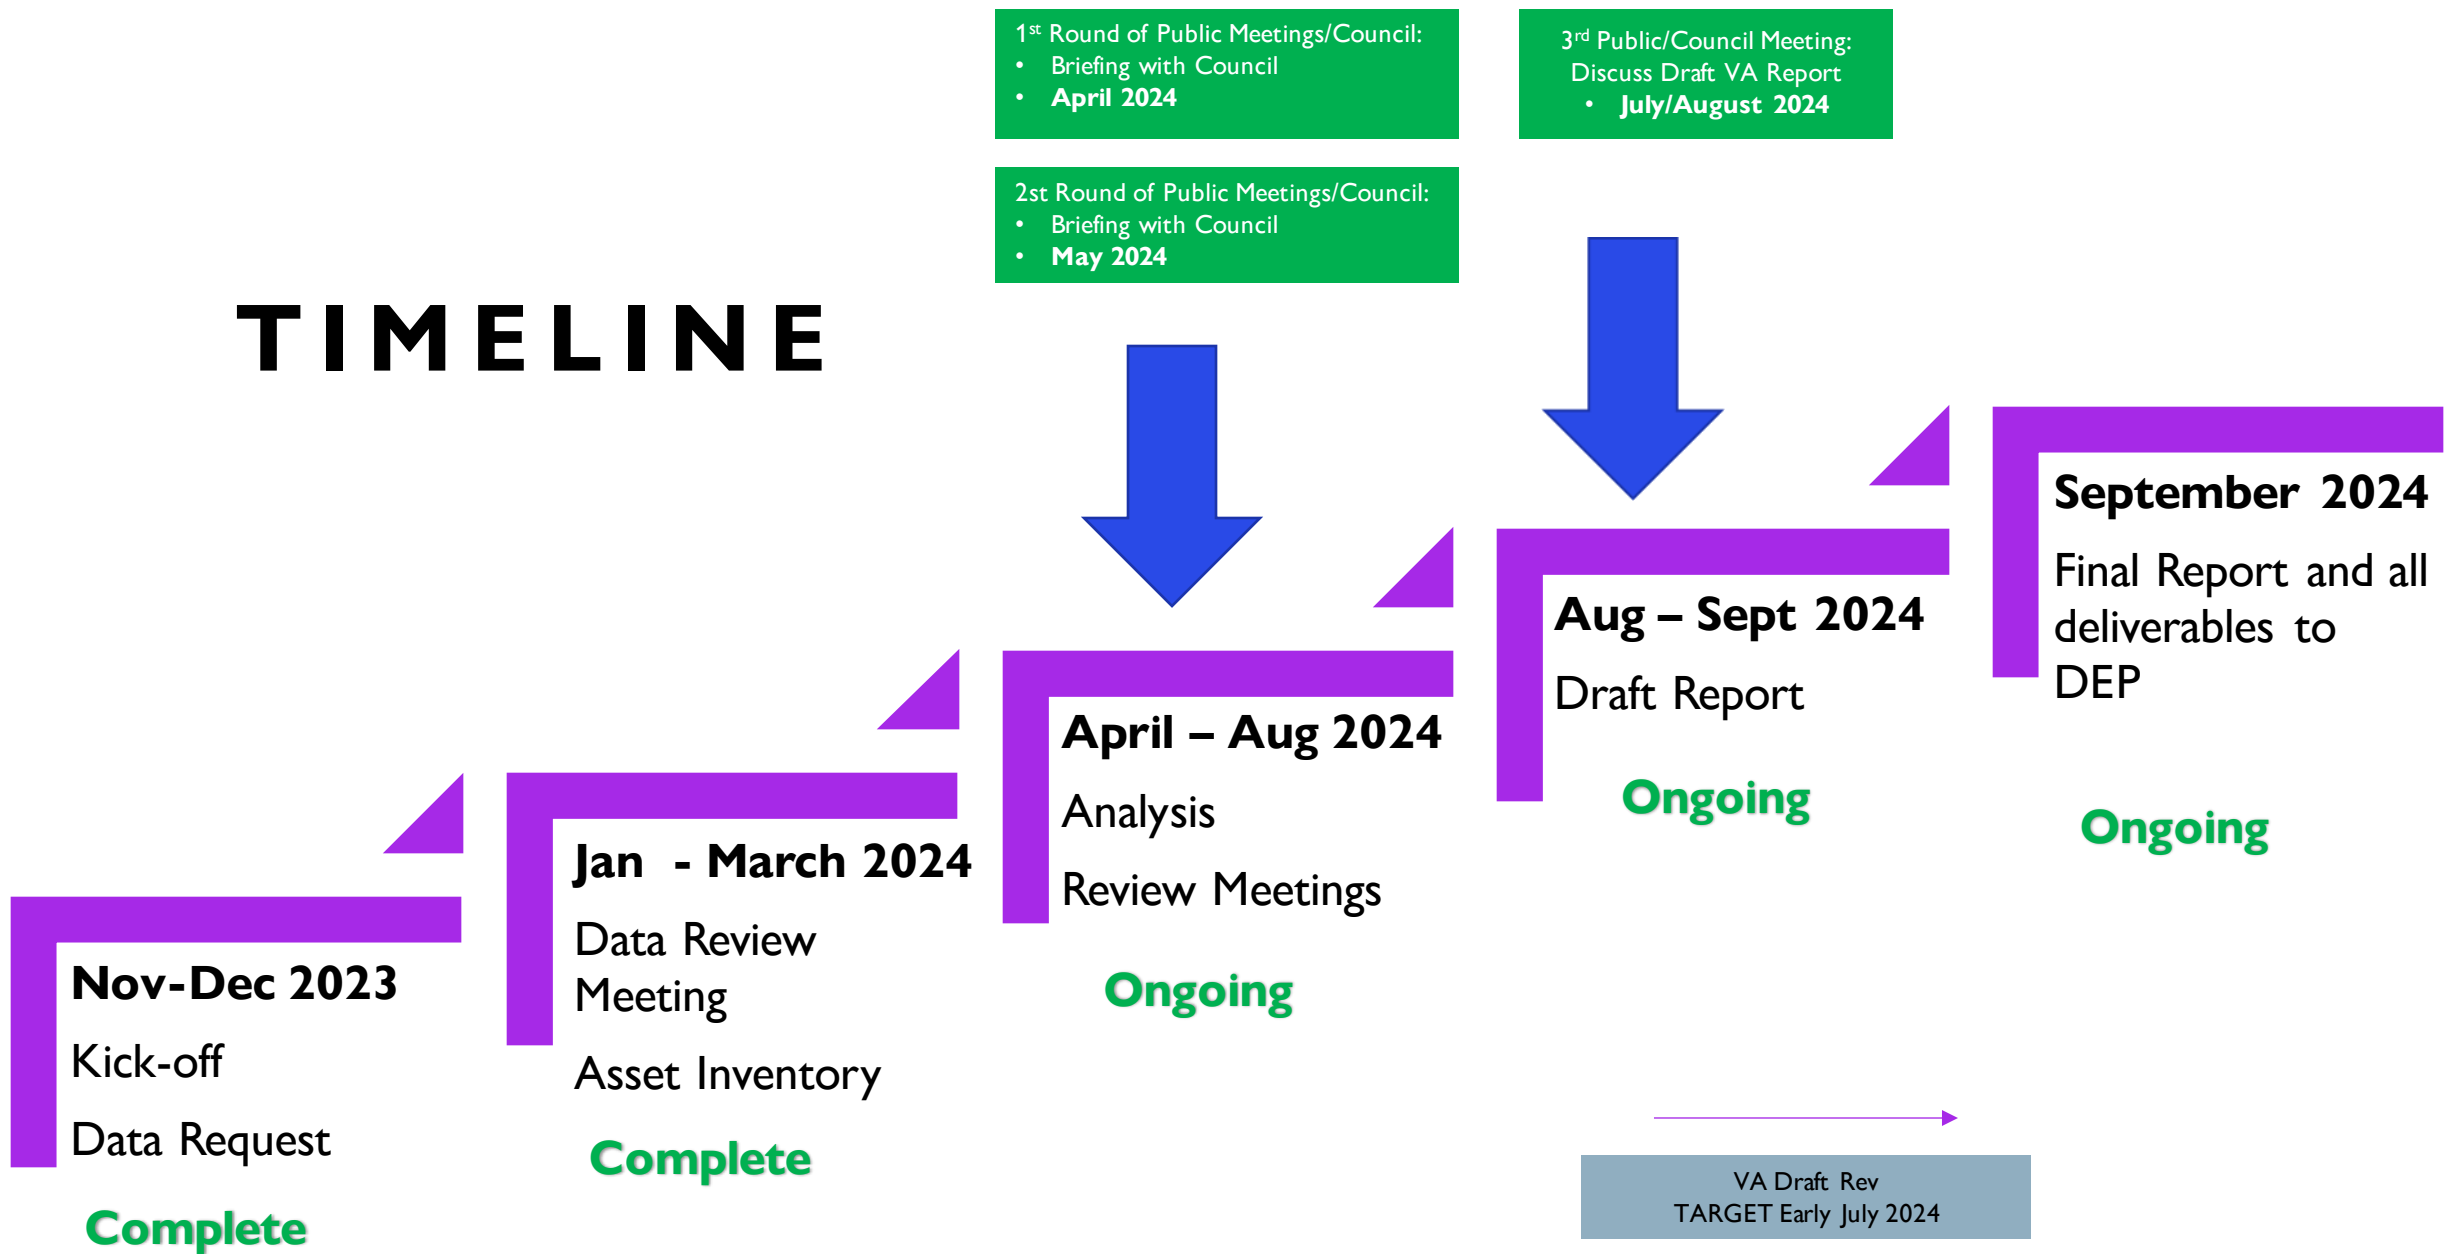 1st Round of Public Meetings/Council:
• Briefing with Council
• April 2024
2st Round of Public Meetings/Council:
• Briefing with Council
• May 2024
3rd Public/Council Meeting:
Discuss Draft VA Report
• July/August 2024
TIMELINE
Nov-Dec 2023
Kick-off
Data Request
Complete
Jan - March 2024
Data Review
Meeting
Asset Inventory
Complete
April – Aug 2024
Analysis
Review Meetings
Ongoing
Aug – Sept 2024
Draft Report
Ongoing
September 2024
Final Report and all
deliverables to
DEP
Ongoing
VA Draft Rev
TARGET Early July 2024